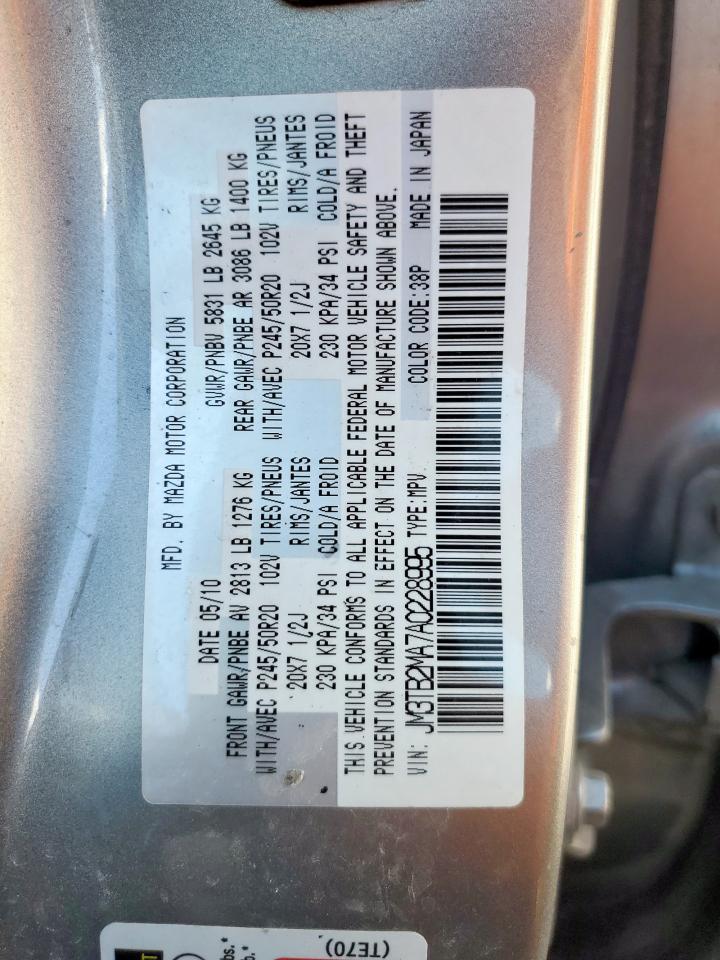 MFD. BY MAZDA MOTOR CORPORATION
DATE 05/10 GVWR/PNBV 5831 LB 2645 KG
FRONT GAWR/PNBE AV 2813 LB 1276 KG REAR GAWR/PNBE AR 3086 LB 1400 KG
WITH/AVEC P245/50R20 102V TIRES/PNEUS WITH/AVEC P245/50R20 102V TIRES/PNEUS
20X7 1/2J RIMS/JANTES 20X7 1/2J RIMS/JANTES
230 KPA/34 PSI COLD/A FROID 230 KPA/34 PSI COLD/A FROID
THIS VEHICLE CONFORMS TO ALL APPLICABLE FEDERAL MOTOR VEHICLE SAFETY AND THEFT
PREVENTION STANDARDS IN EFFECT ON THE DATE OF MANUFACTURE SHOWN ABOVE.
VIN: JM3TB2MA7A0228995 TYPE:MPV COLOR CODE:38P MADE IN JAPAN
(TE70)